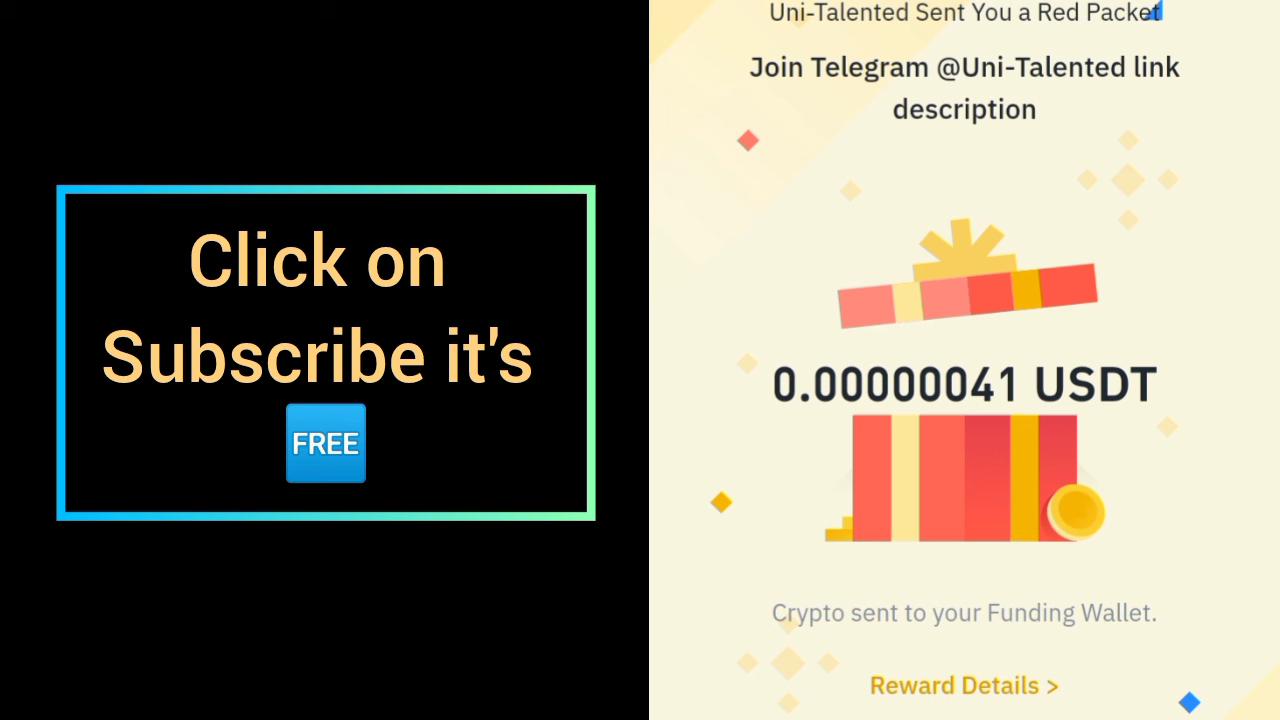 Click on
Subscribe it's
FREE
Uni-Talented Sent You a Red Packet
Join Telegram @Uni-Talented link
description
0.00000041 USDT
Crypto sent to your Funding Wallet.
Reward Details >